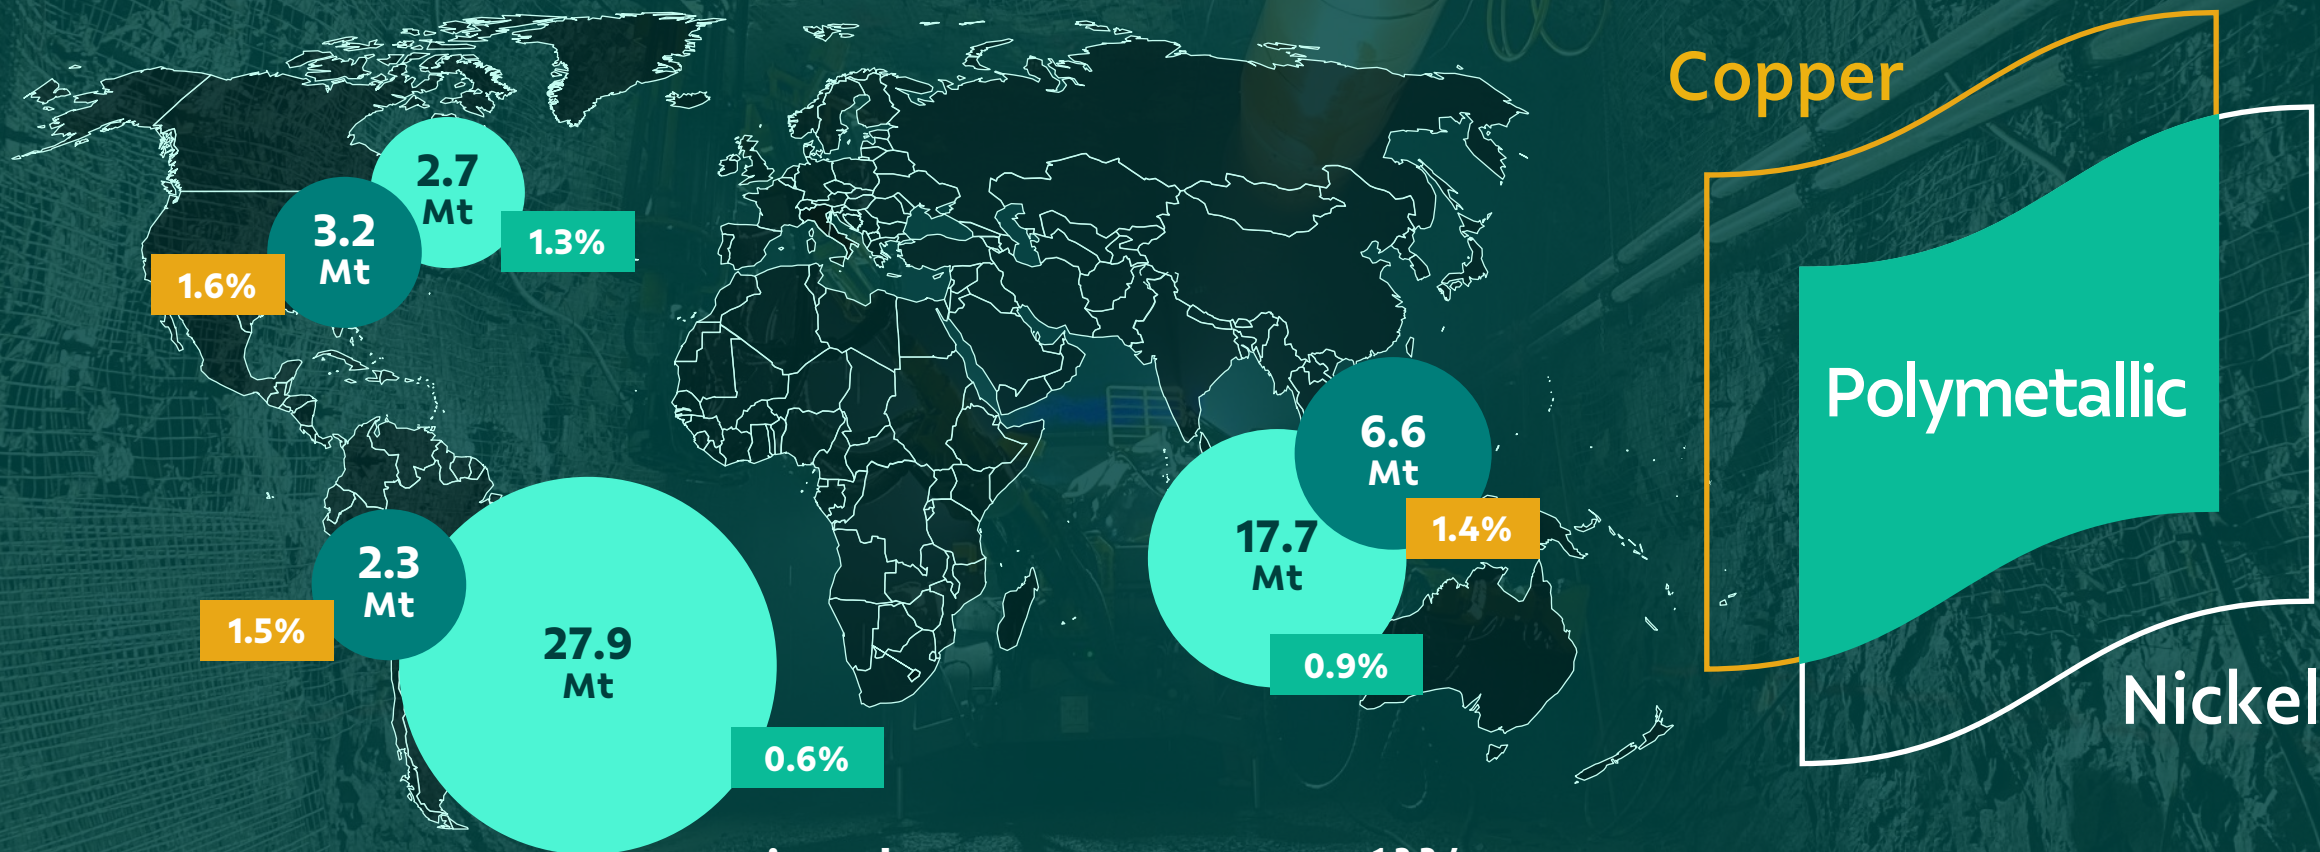 Copper
2.7
Mt
3.2
Mt
1.3%
1.6%
Polymetallic
6.6
Mt
17.7
Mt
1.4%
2.3
Mt
1.5%
27.9
Mt
0.9%
Nickel
0.6%